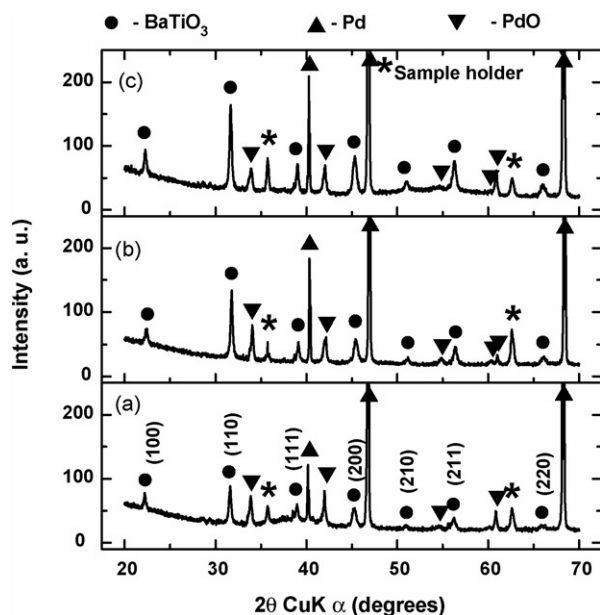 ● - BaTiO3 ▲ - Pd ▼ - PdO
(c)
* Sample holder
200
100
0
(b)
200
100
0
(a)
200
100
0
(100)
(110)
(111)
(200)
(210)
(211)
(220)
Intensity (a. u.)
20 30 40 50 60 70
2θ CuK α (degrees)